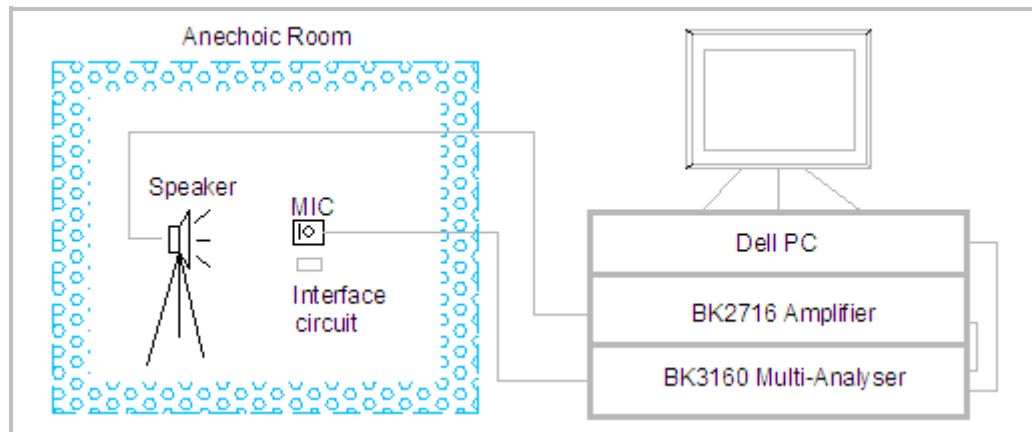 Anechoic Room
Speaker
MIC
Interface
circuit
Dell PC
BK2716 Amplifier
BK3160 Multi-Analyser